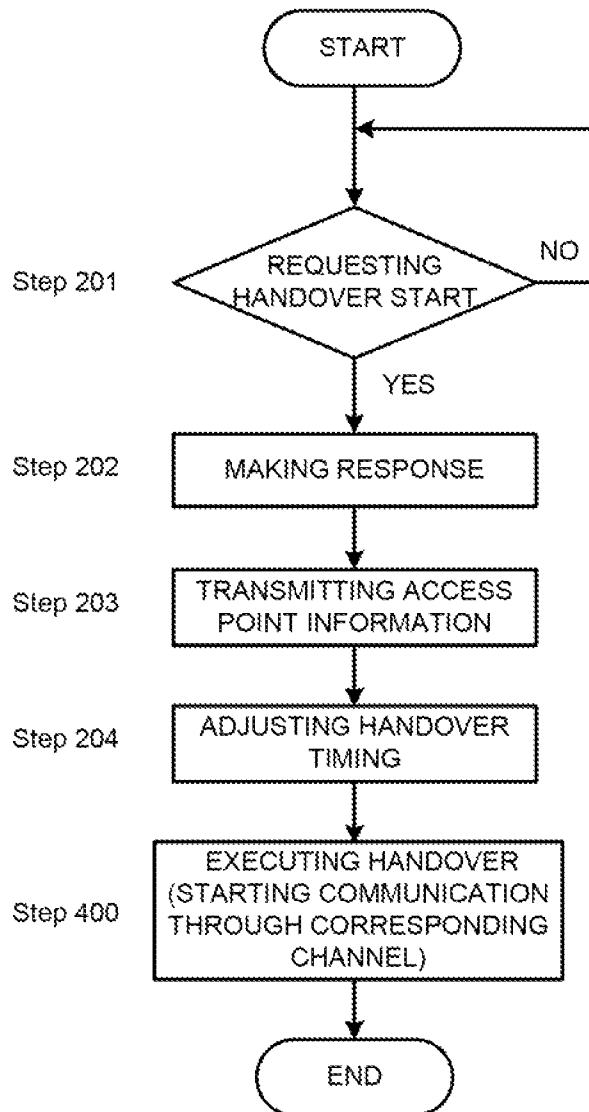 START
Step 201
REQUESTING
HANDOVER START
NO
YES
Step 202
MAKING RESPONSE
Step 203
TRANSMITTING ACCESS
POINT INFORMATION
Step 204
ADJUSTING HANDOVER
TIMING
Step 400
EXECUTING HANDOVER
(STARTING COMMUNICATION
THROUGH CORRESPONDING
CHANNEL)
END